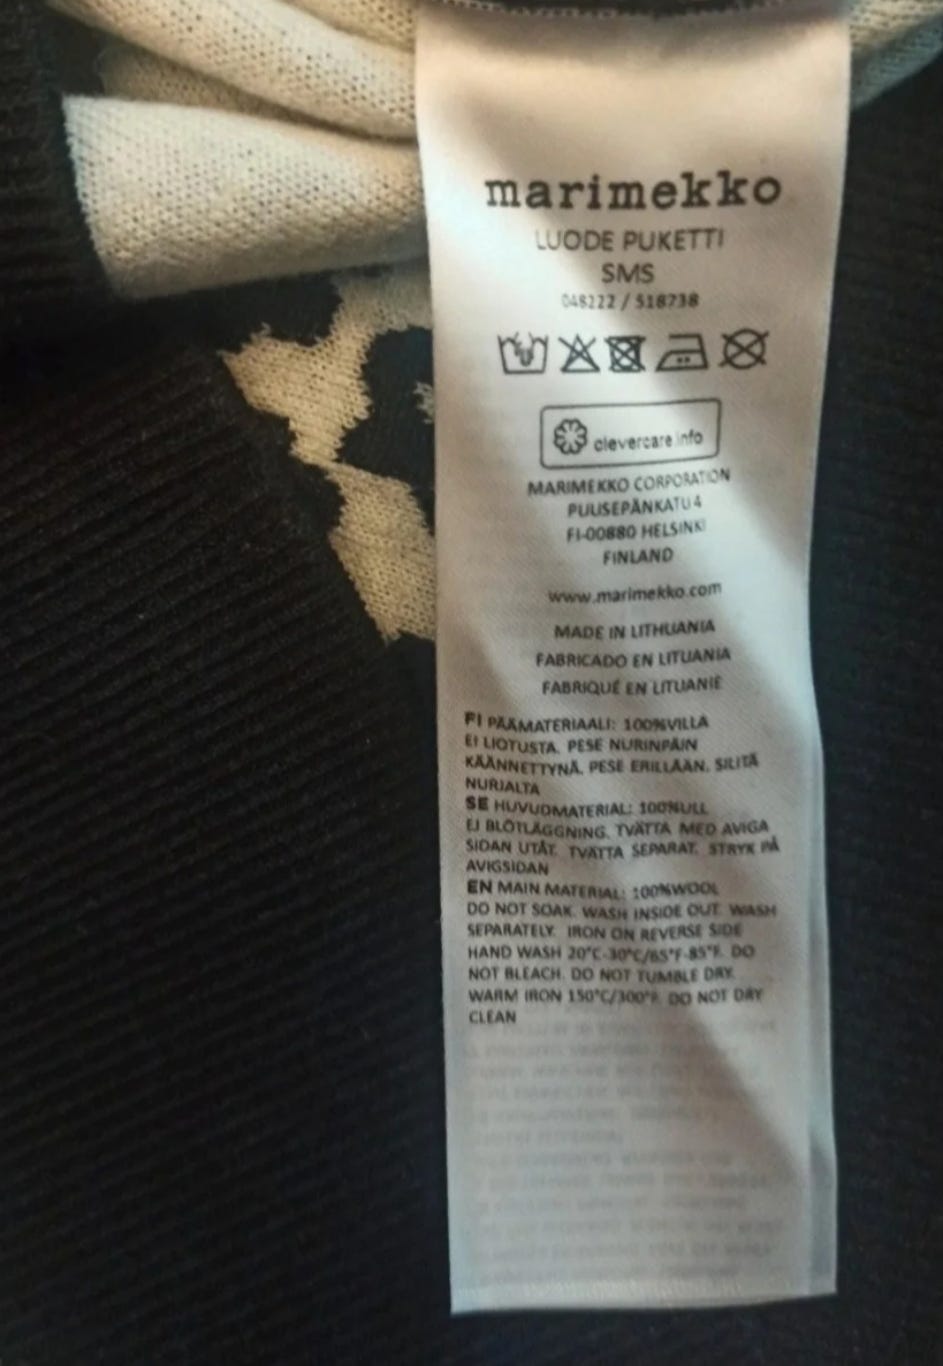 marimekko
LUODE PUKETTI
SMS
048222 / 518738
clevercare.info
MARIMEKKO CORPORATION
PUUSEPÄNKATU 4
FI-00880 HELSINKI
FINLAND
www.marimekko.com
MADE IN LITHUANIA
FABRICADO EN LITUANIA
FABRIQUÉ EN LITUANIE
FI PÄÄMATERIAALI: 100%VILLA
EI LIOTUSTA. PESE NURINPÄIN
KÄÄNNETTYNÄ. PESE ERILLÄÄN. SILITÄ
NURJALTA
SE HUVUDMATERIAL: 100%ULL
EJ BLÖTLÄGGNING. TVÄTTA MED AVIGA
SIDAN UTÅT. TVÄTTA SEPARAT. STRYK PÅ
AVIGSIDAN
EN MAIN MATERIAL: 100%WOOL
DO NOT SOAK. WASH INSIDE OUT. WASH
SEPARATELY. IRON ON REVERSE SIDE
HAND WASH 20°C-30°C/65°F-85°F. DO
NOT BLEACH. DO NOT TUMBLE DRY.
WARM IRON 150°C/300°F. DO NOT DRY
CLEAN